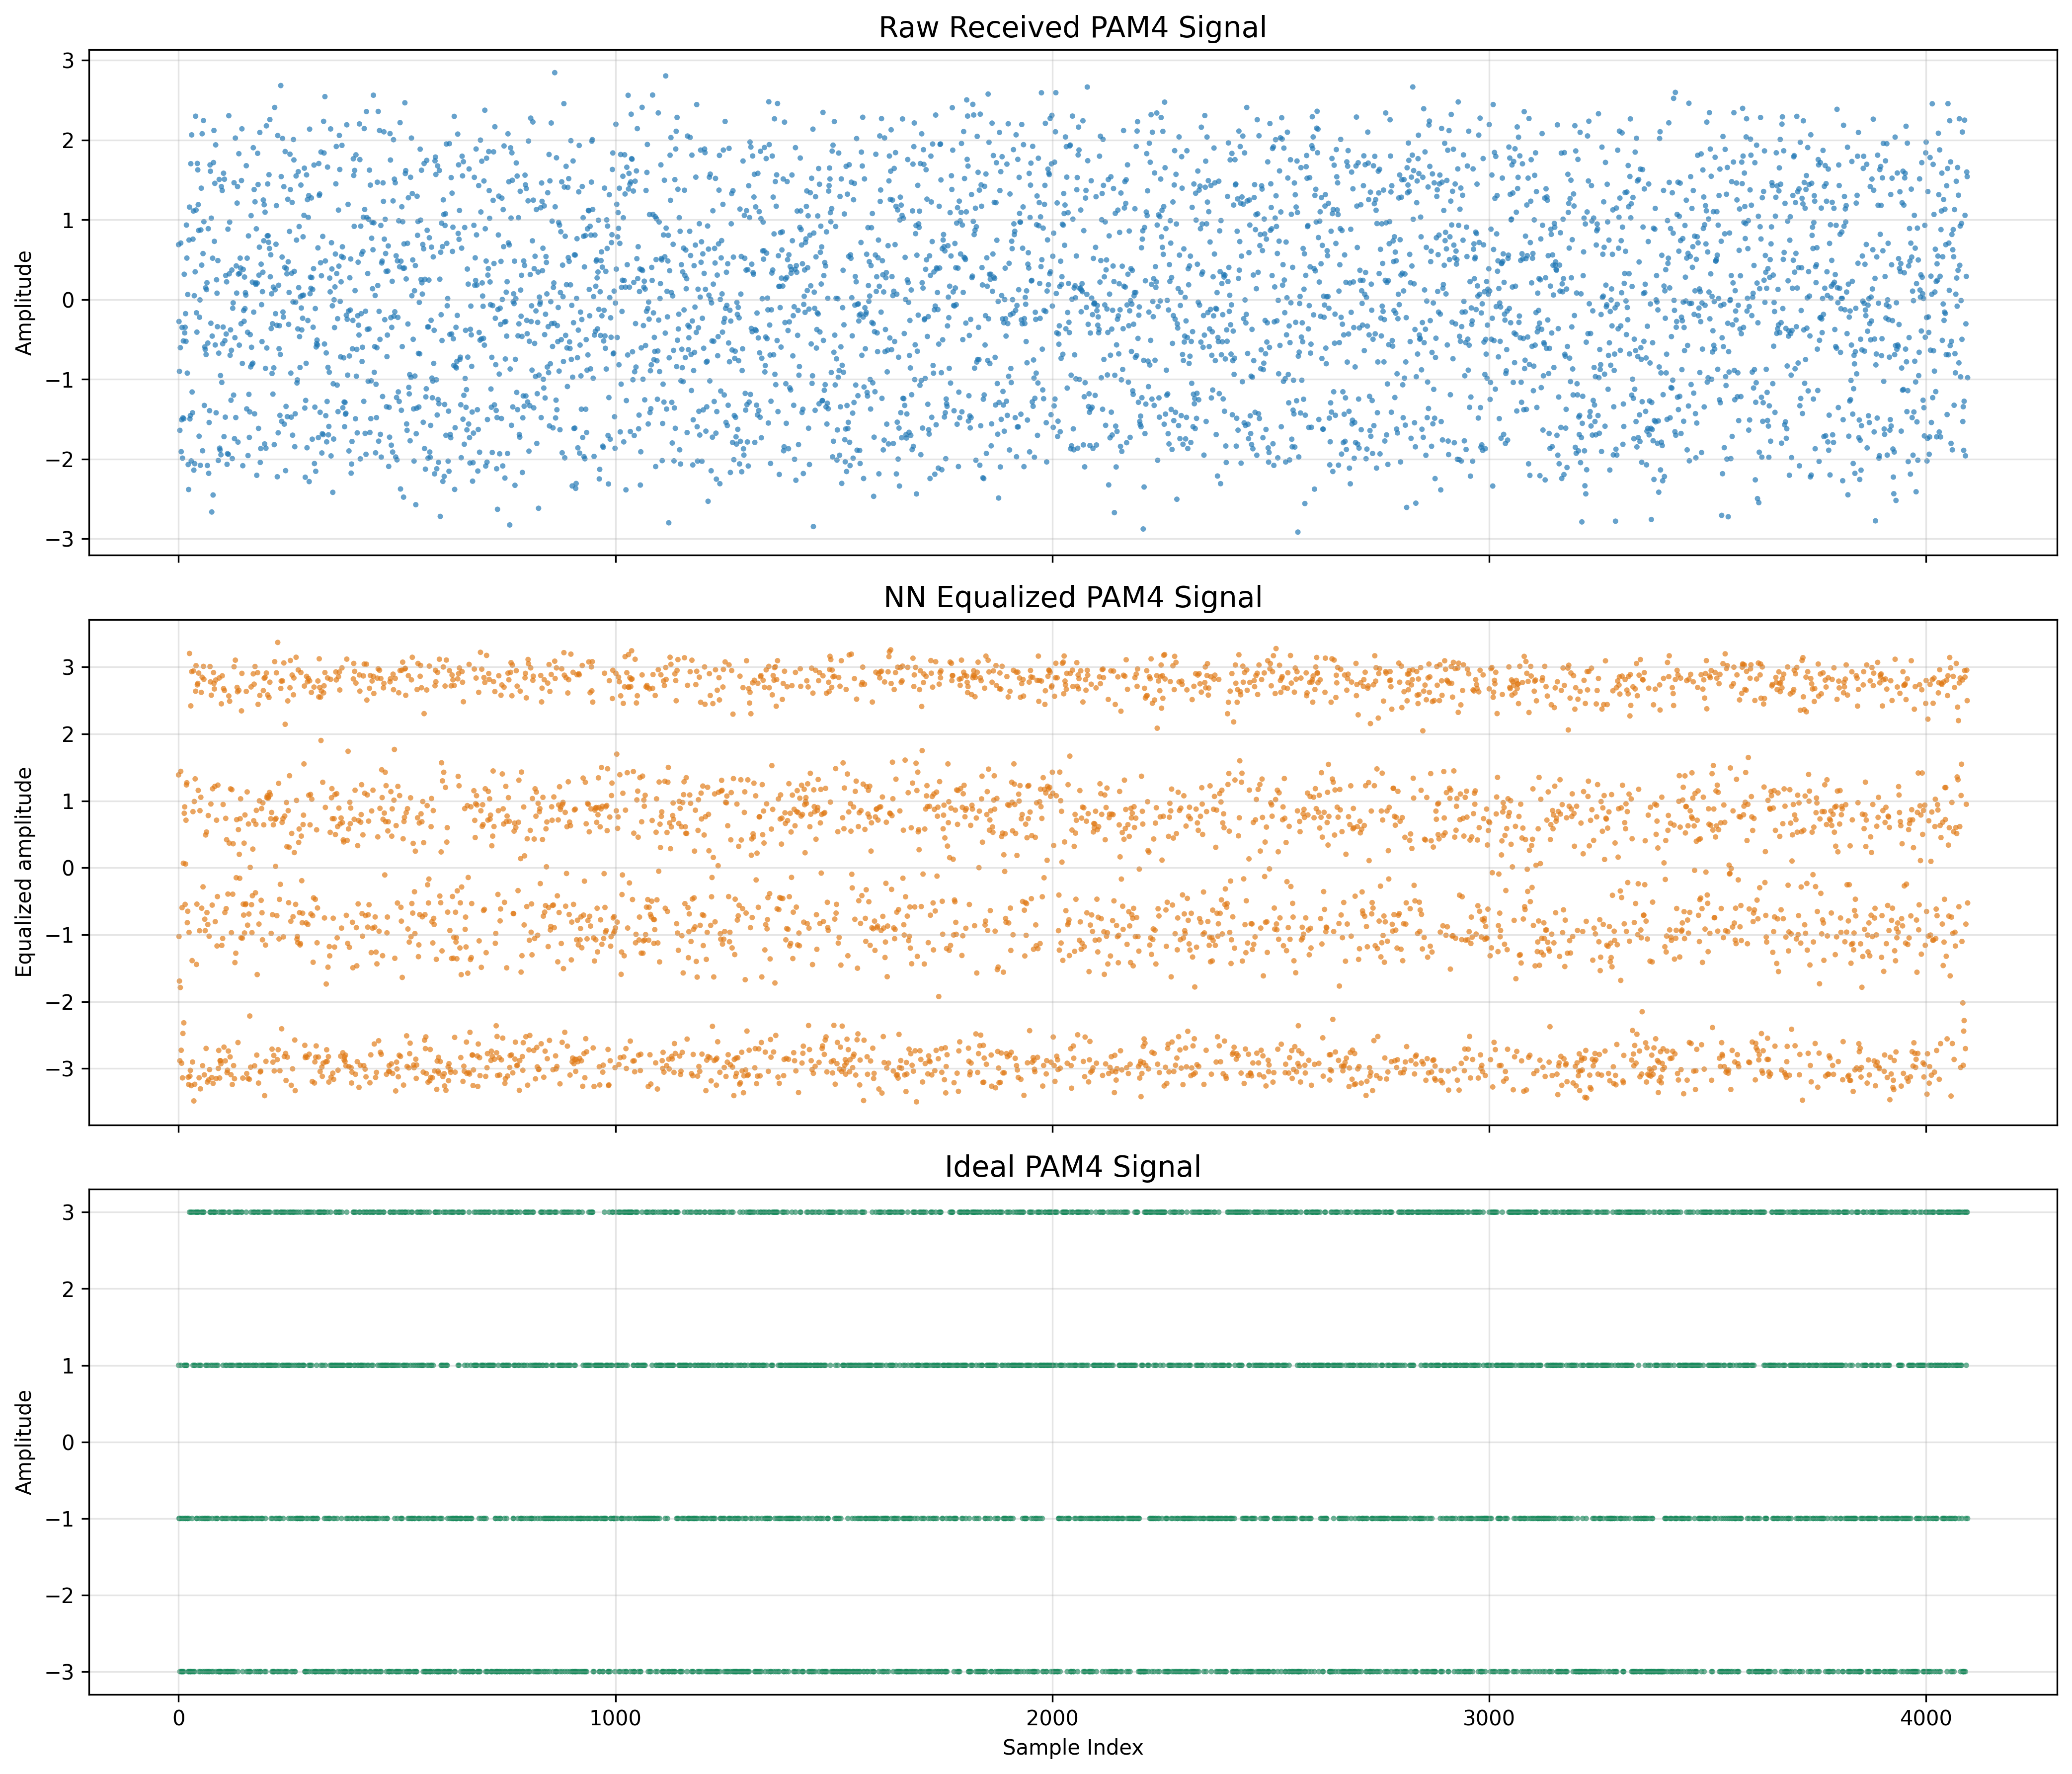 Raw Received PAM4 Signal
3
2
1
0
−1
−2
−3
Amplitude
NN Equalized PAM4 Signal
3
2
1
0
−1
−2
−3
Equalized amplitude
Ideal PAM4 Signal
3
2
1
0
−1
−2
−3
Amplitude
0 1000 2000 3000 4000
Sample Index